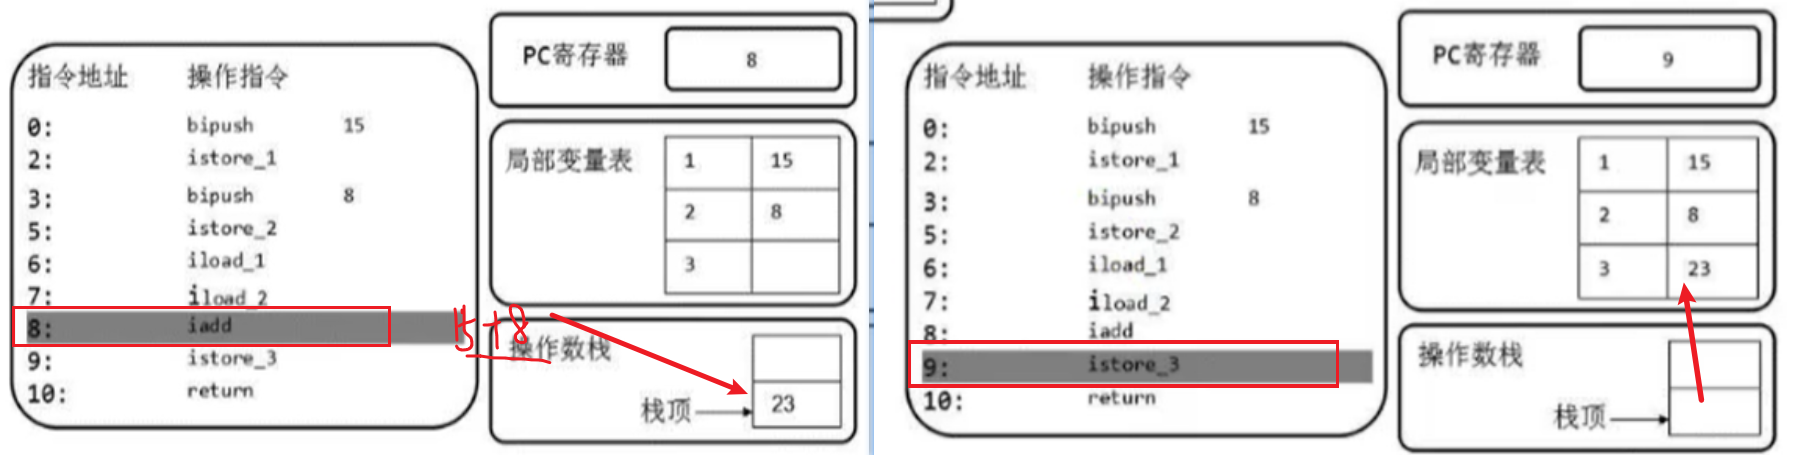 指令地址 操作指令
0: bipush 15
2: istore_1
3: bipush 8
5: istore_2
6: iload_1
7: iload_2
8: iadd
9: istore_3
10: return
15+8
PC寄存器 8
局部变量表
1 15
2 8
3
操作数栈
栈顶 23
指令地址 操作指令
0: bipush 15
2: istore_1
3: bipush 8
5: istore_2
6: iload_1
7: iload_2
8: iadd
9: istore_3
10: return
PC寄存器 9
局部变量表
1 15
2 8
3 23
操作数栈
栈顶